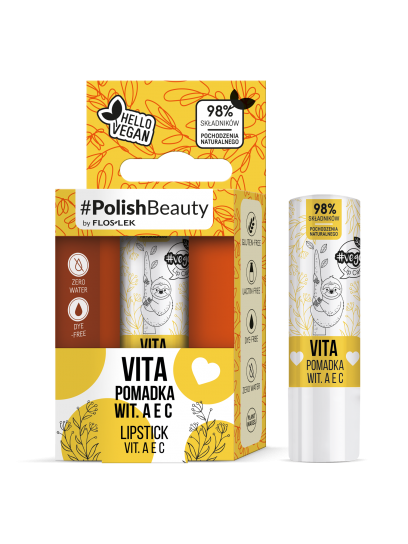 HELLO
VEGAN
98%
SKŁADNIKÓW
POCHODZENIA
NATURALNEGO
#PolishBeauty
by FLOSLEK
ZERO
WATER
DYE
-FREE
VITA
VITA
POMADKA
WIT. A E C
LIPSTICK
VIT. A E C
GLUTEN-FREE
LACTOSE FREE
DYE-FREE
ZERO WATER
98%
SKŁADNIKÓW
POCHODZENIA
NATURALNEGO
VITA
POMADKA
WIT. A E C